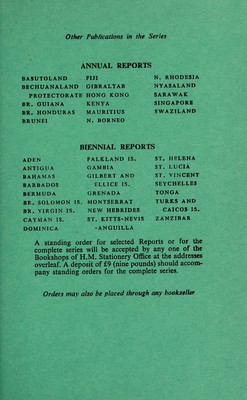 Other Publications in the Series
ANNUAL REPORTS
BASUTOLAND FIJI N. RHODESIA
BECHUANALAND GIBRALTAR NYASALAND
PROTECTORATE HONG KONG SARAWAK
BR. GUIANA KENYA SINGAPORE
BR. HONDURAS MAURITIUS SWAZILAND
BRUNEI N. BORNEO
BIENNIAL REPORTS
ADEN FALKLAND IS. ST. HELENA
ANTIGUA GAMBIA ST. LUCIA
BAHAMAS GILBERT AND ST. VINCENT
BARBADOS ELLICE IS. SEYCHELLES
BERMUDA GRENADA TONGA
BR. SOLOMON IS. MONTSERRAT TURKS AND
BR. VIRGIN IS. NEW HEBRIDES CAICOS IS.
CAYMAN IS. ST. KITTS-NEVIS ZANZIBAR
DOMINICA -ANGUILLA
A standing order for selected Reports or for the
complete series will be accepted by any one of the
Bookshops of H.M. Stationery Office at the addresses
overleaf. A deposit of £9 (nine pounds) should accom-
pany standing orders for the complete series.
Orders may also be placed through any bookseller